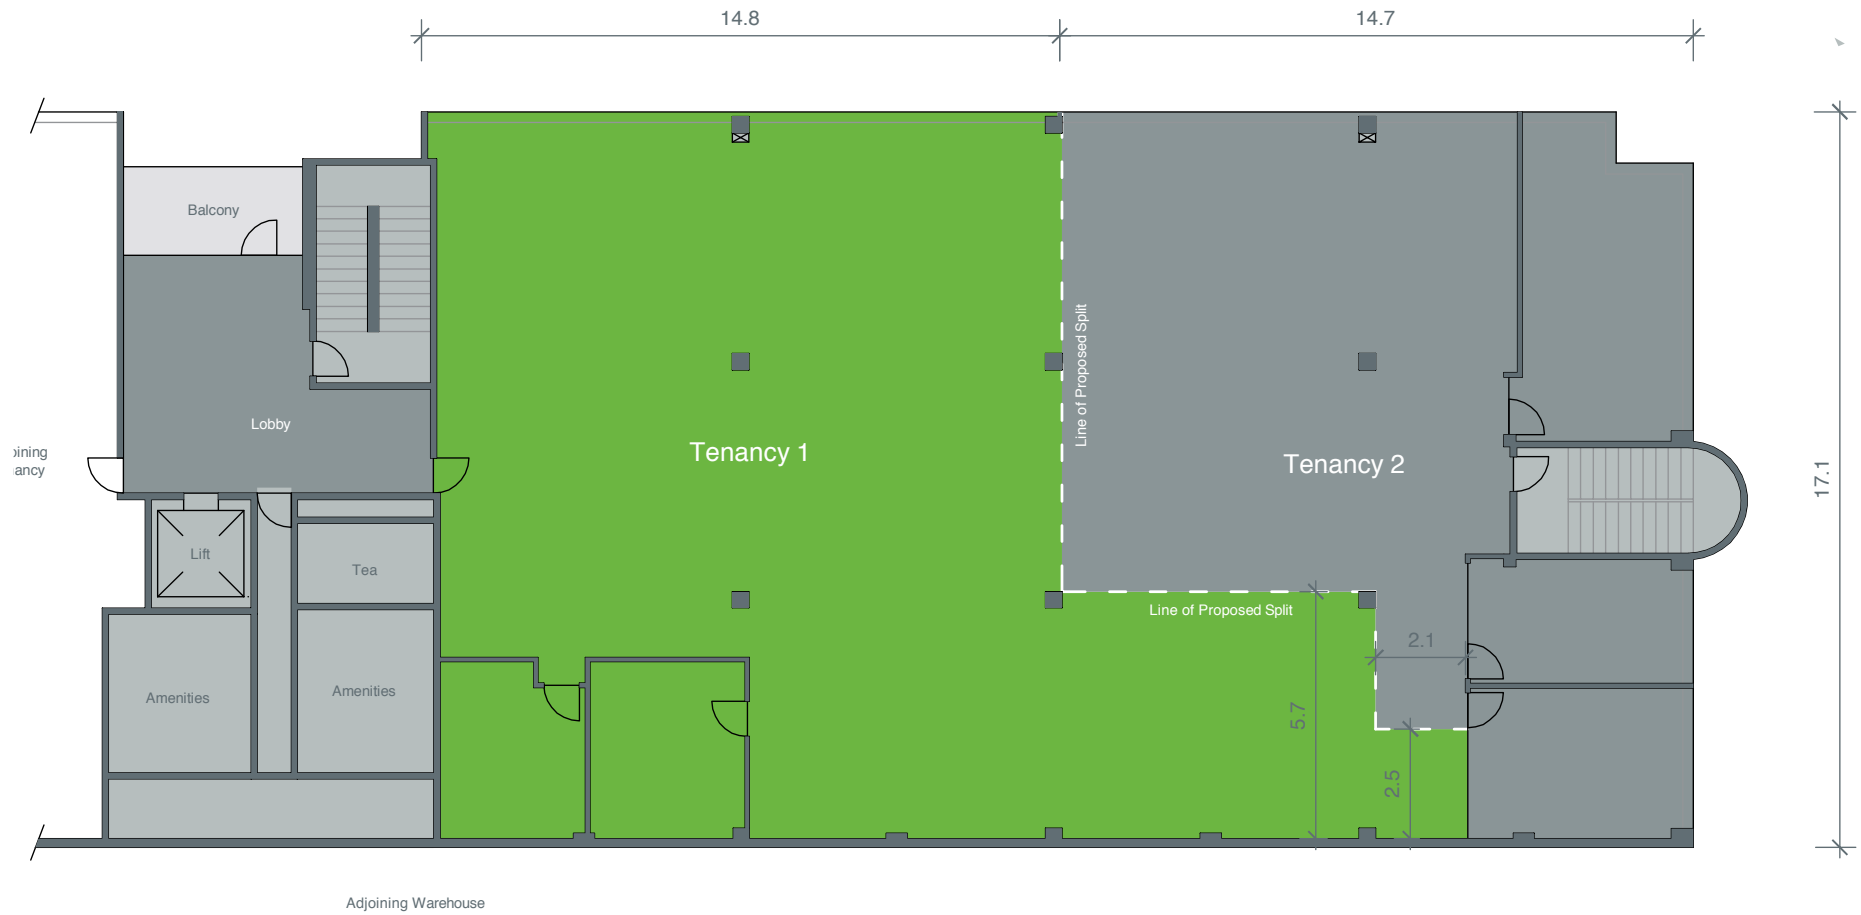 14.8
14.7
Balcony
Lobby
Line of Proposed Split
Tenancy 1
Tenancy 2
17.1
Lift
Tea
Line of Proposed Split
2.1
Amenities
Amenities
5.7
2.5
Adjoining Warehouse